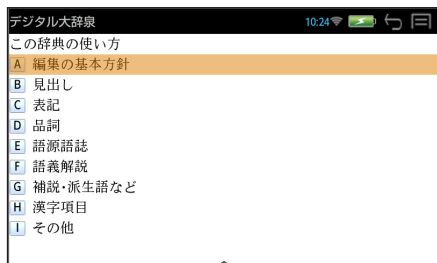 デジタル大辞泉 10:24
この辞典の使い方
A 編集の基本方針
B 見出し
C 表記
D 品詞
E 語源語誌
F 語義解説
G 補説・派生語など
H 漢字項目
I その他